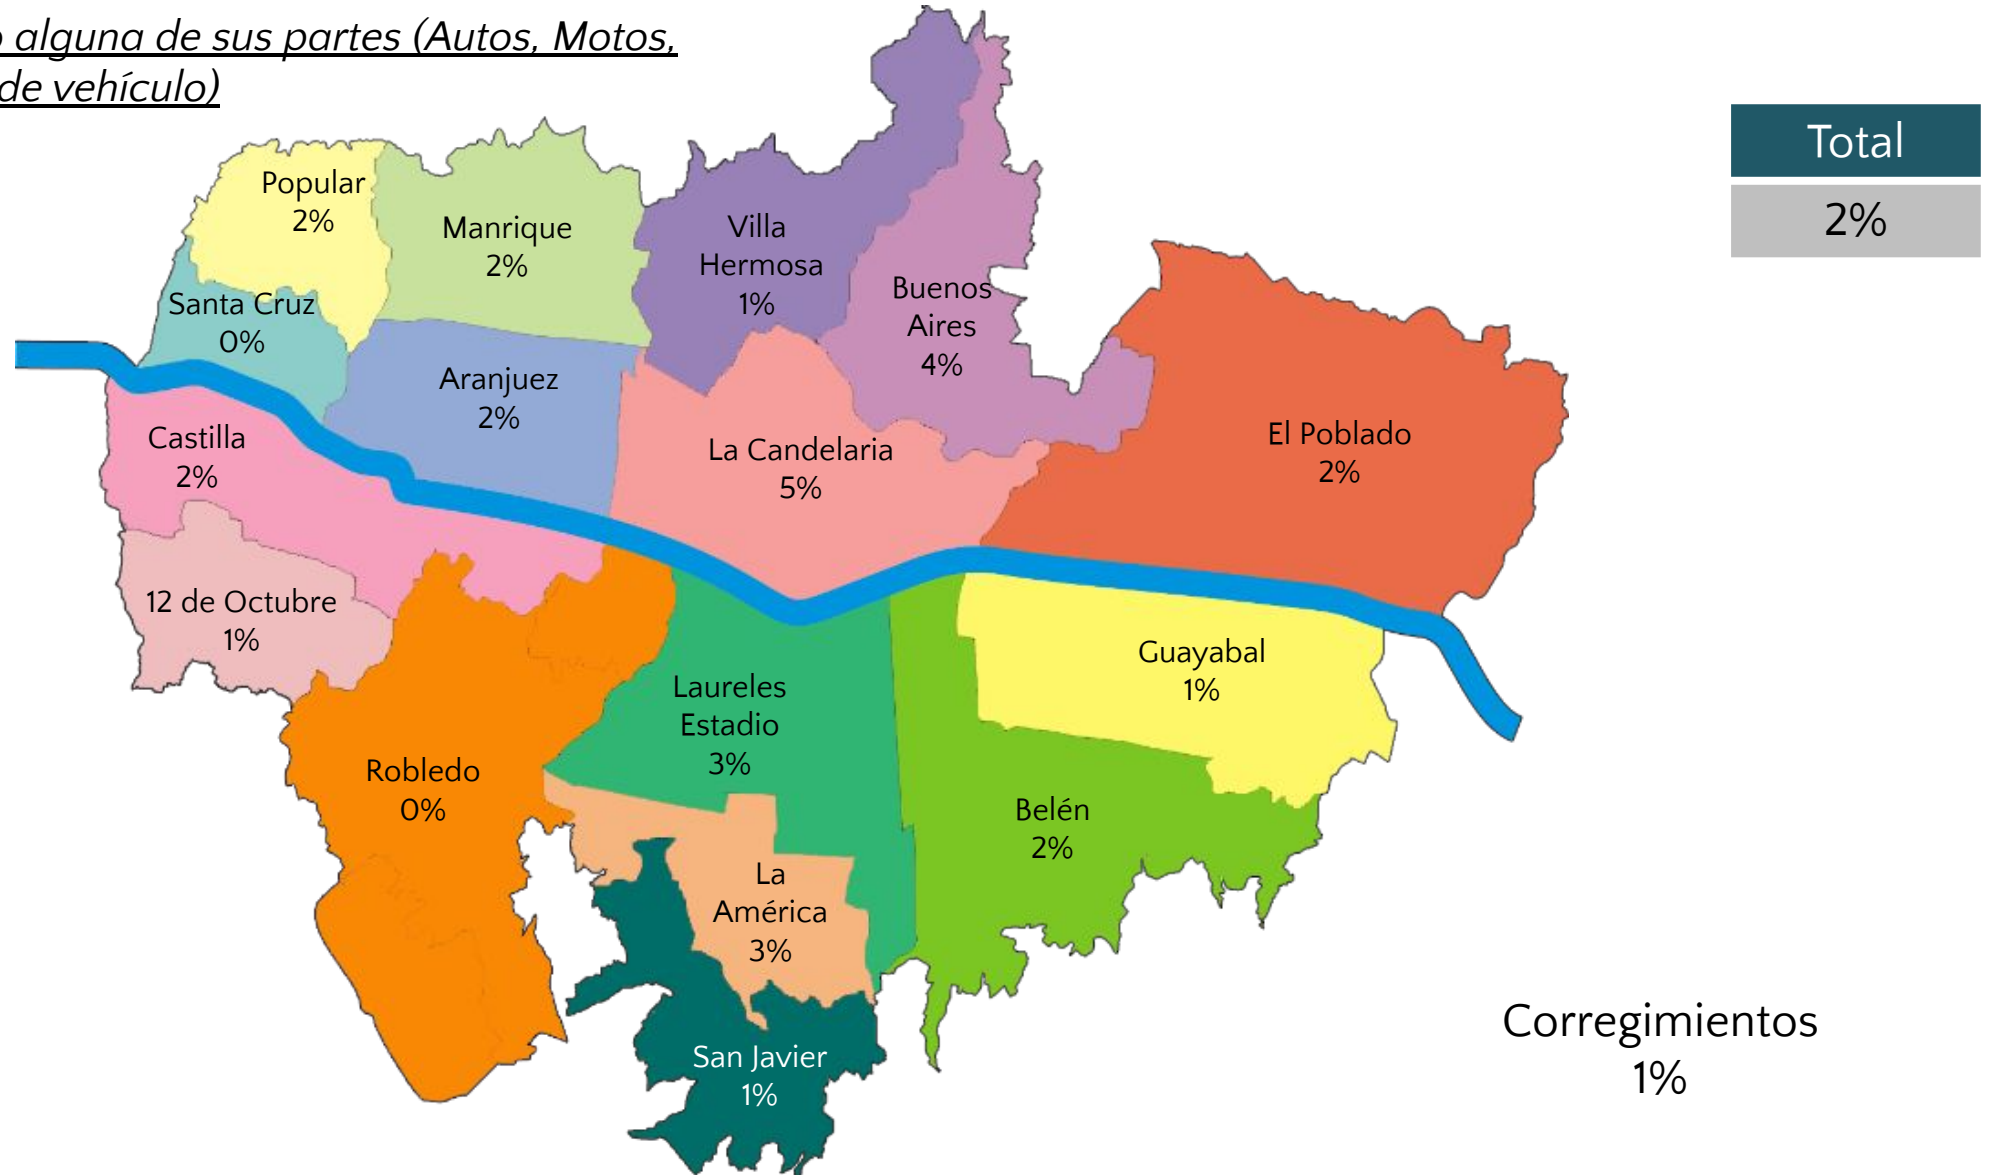 o alguna de sus partes (Autos, Motos,
de vehículo)
Total
2%
Popular
2%
Manrique
2%
Villa
Hermosa
1%
Buenos
Aires
4%
Santa Cruz
0%
Aranjuez
2%
Castilla
2%
La Candelaria
5%
El Poblado
2%
12 de Octubre
1%
Guayabal
1%
Laureles
Estadio
3%
Robledo
0%
Belén
2%
La
América
3%
San Javier
1%
Corregimientos
1%